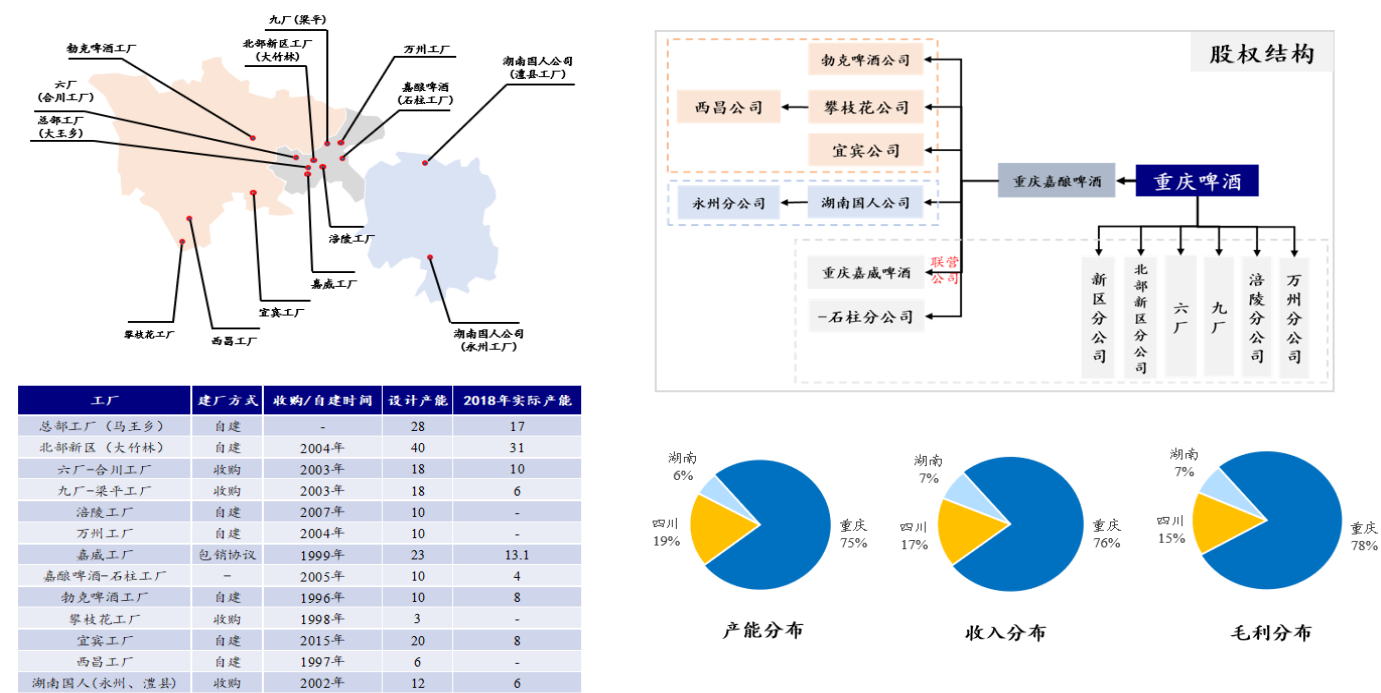 九厂(梁平)
勃克啤酒工厂
北部新区工厂
(大竹林)
万州工厂
湖南国人公司
(澧县工厂)
六厂
(合川工厂)
嘉酿啤酒
(石柱工厂)
总部工厂
(大王乡)
涪陵工厂
嘉威工厂
宜宾工厂
攀枝花工厂
西昌工厂
湖南国人公司
(永州工厂)
股权结构
勃克啤酒公司
西昌公司
攀枝花公司
宜宾公司
重庆嘉酿啤酒
重庆啤酒
永州分公司
湖南国人公司
重庆嘉威啤酒
联营
公司
-石柱分公司
新区分公司
北部新区分公司
六厂
九厂
涪陵分公司
万州分公司
工厂 建厂方式 收购/自建时间 设计产能 2018年实际产能
总部工厂（马王乡） 自建 - 28 17
北部新区（大竹林） 自建 2004年 40 31
六厂-合川工厂 收购 2003年 18 10
九厂-梁平工厂 收购 2003年 18 6
涪陵工厂 自建 2007年 10 -
万州工厂 自建 2004年 10 -
嘉威工厂 包销协议 1999年 23 13.1
嘉酿啤酒-石柱工厂 - 2005年 10 4
勃克啤酒工厂 自建 1996年 10 8
攀枝花工厂 收购 1998年 3 -
宜宾工厂 自建 2015年 20 8
西昌工厂 自建 1997年 6 -
湖南国人(永州、澧县) 收购 2002年 12 6
湖南
6%
四川
19%
重庆
75%
产能分布
湖南
7%
四川
17%
重庆
76%
收入分布
湖南
7%
四川
15%
重庆
78%
毛利分布